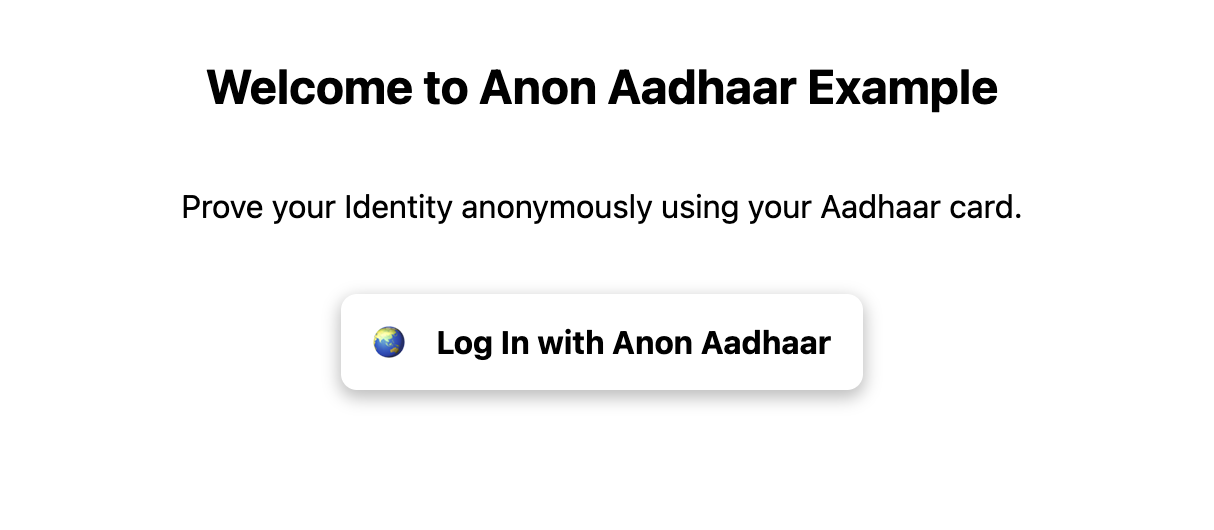 Welcome to Anon Aadhaar Example
Prove your Identity anonymously using your Aadhaar card.
Log In with Anon Aadhaar